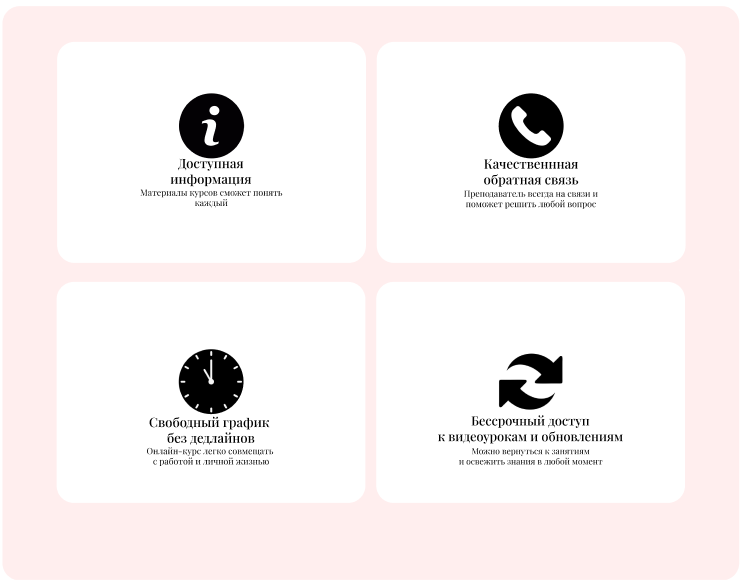 Доступная
информация
Материалы курсов сможет понять
каждый
Качественнная
обратная связь
Преподаватель всегда на связи и
поможет решить любой вопрос
Свободный график
без дедлайнов
Онлайн-курс легко совмещать
с работой и личной жизнью
Бессрочный доступ
к видеоурокам и обновлениям
Можно вернуться к занятиям
и освежить знания в любой момент